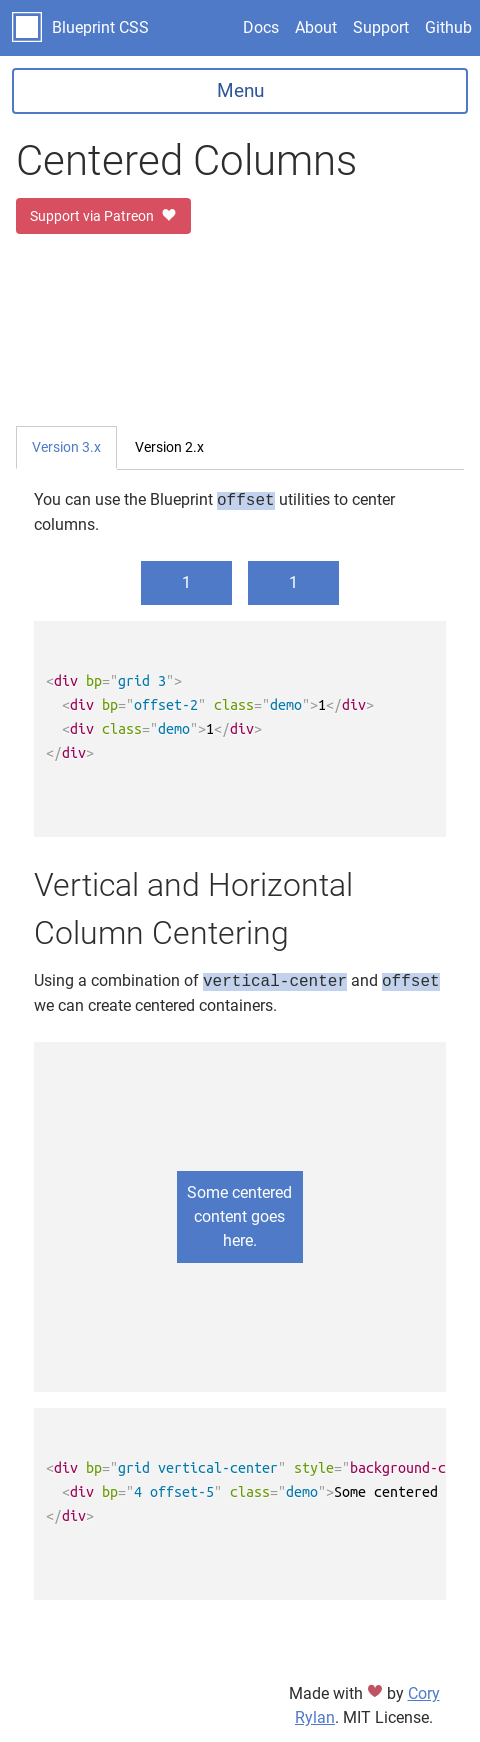 Blueprint CSS Docs About Support Github
Menu
Centered Columns
Support via Patreon
Version 3.x Version 2.x
You can use the Blueprint offset utilities to center
columns.
1 1
<div bp="grid 3">
  <div bp="offset-2" class="demo">1</div>
  <div class="demo">1</div>
</div>
Vertical and Horizontal
Column Centering
Using a combination of vertical-center and offset
we can create centered containers.
Some centered
content goes
here.
<div bp="grid vertical-center" style="background-c
  <div bp="4 offset-5" class="demo">Some centered
</div>
Made with ♥ by Cory
Rylan. MIT License.